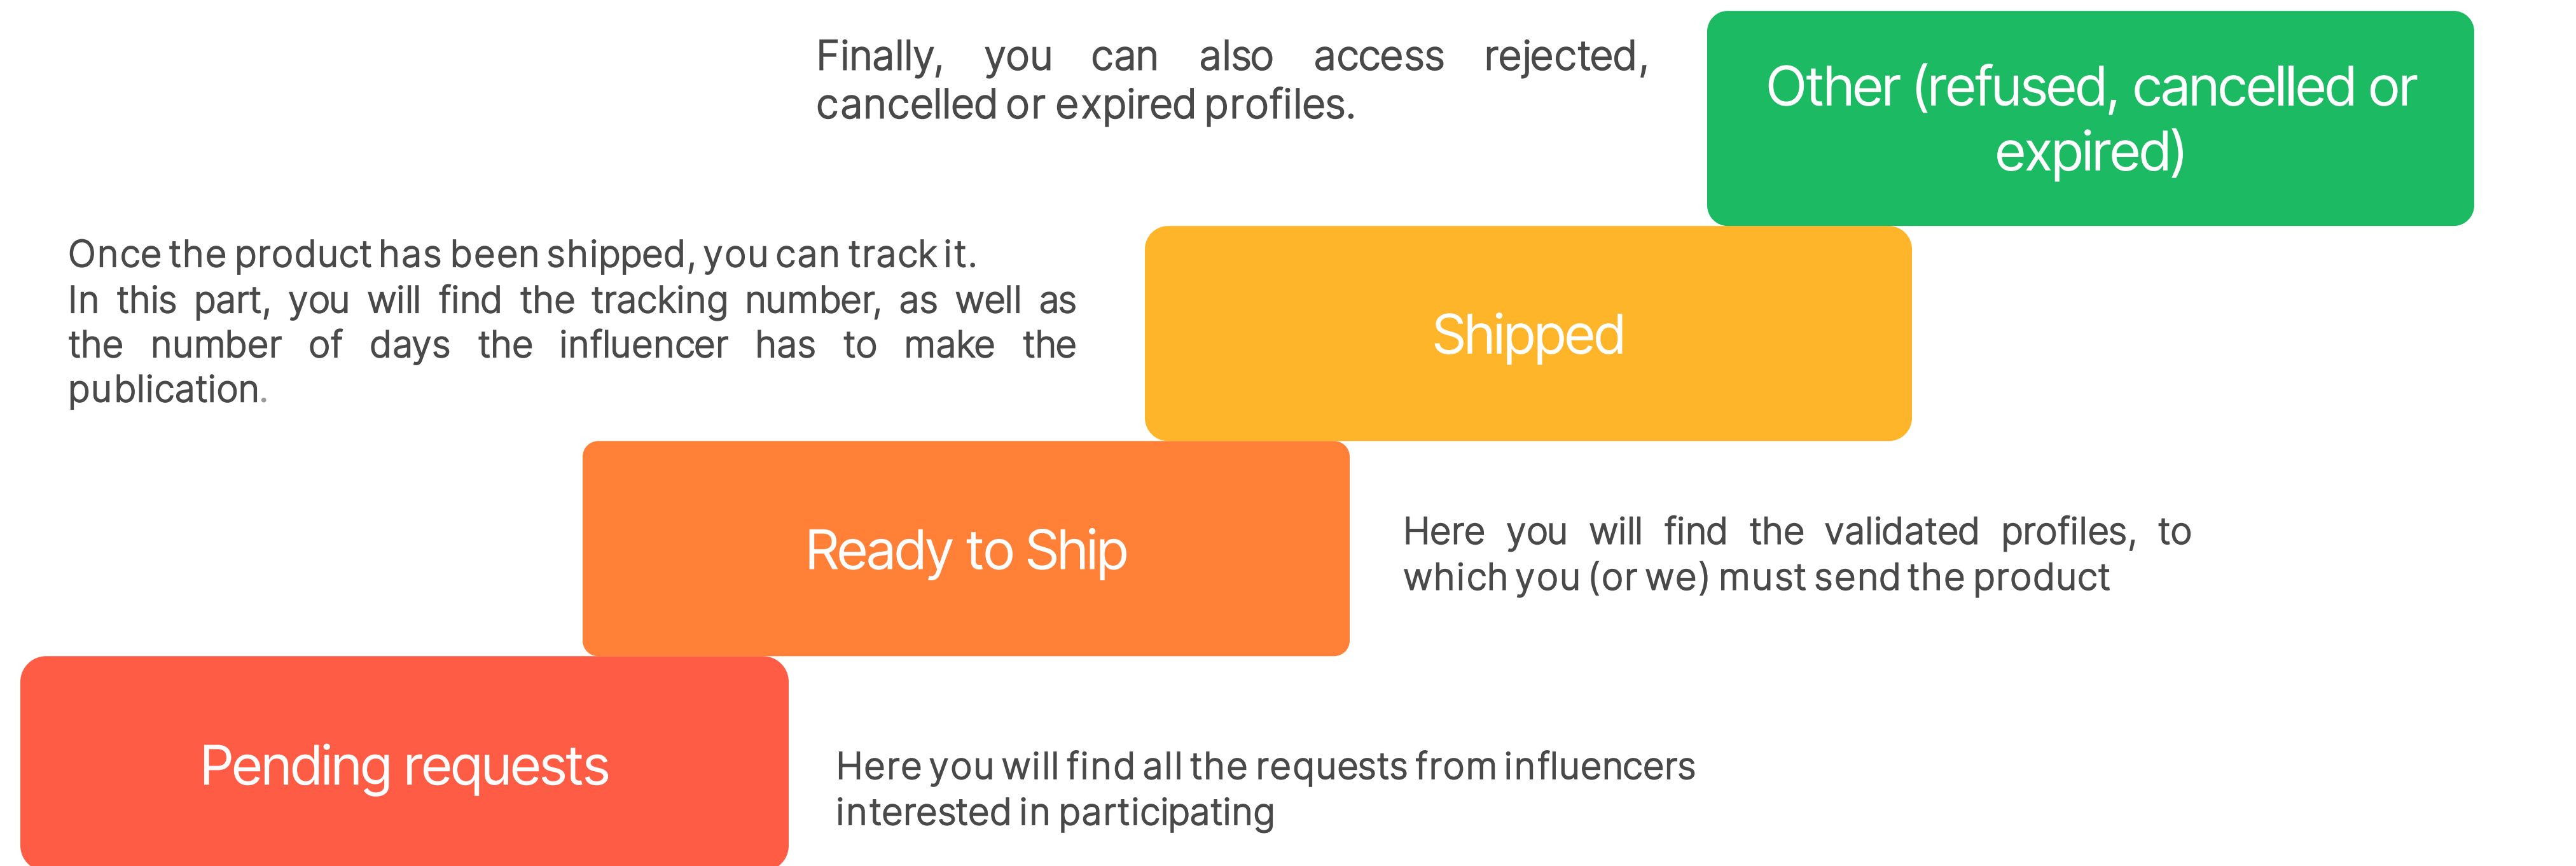 Finally, you can also access rejected,
cancelled or expired profiles.
Other (refused, cancelled or
expired)
Once the product has been shipped, you can track it.
In this part, you will find the tracking number, as well as
the number of days the influencer has to make the
publication.
Shipped
Ready to Ship
Here you will find the validated profiles, to
which you (or we) must send the product
Pending requests
Here you will find all the requests from influencers
interested in participating